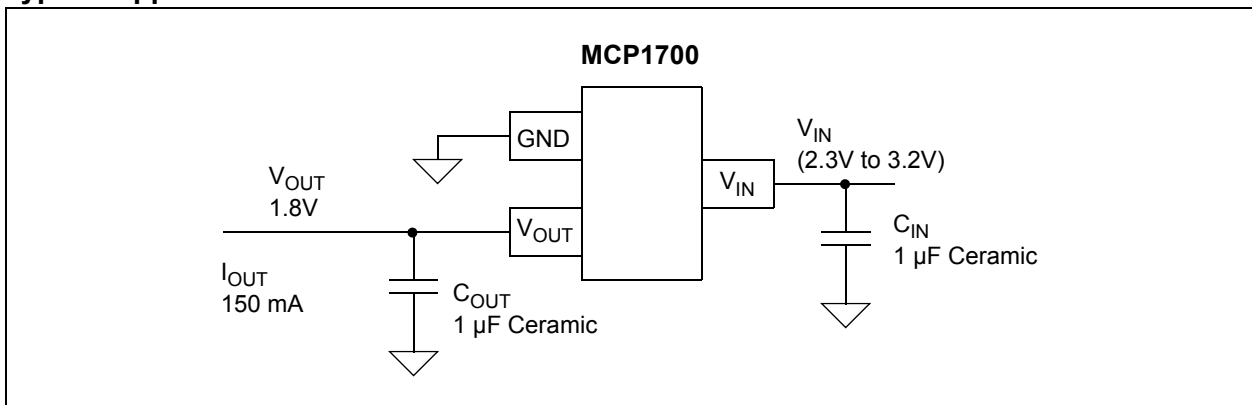 MCP1700
GND
V_IN
(2.3V to 3.2V)
V_IN
V_OUT
1.8V
V_OUT
C_IN
1 µF Ceramic
I_OUT
150 mA
C_OUT
1 µF Ceramic